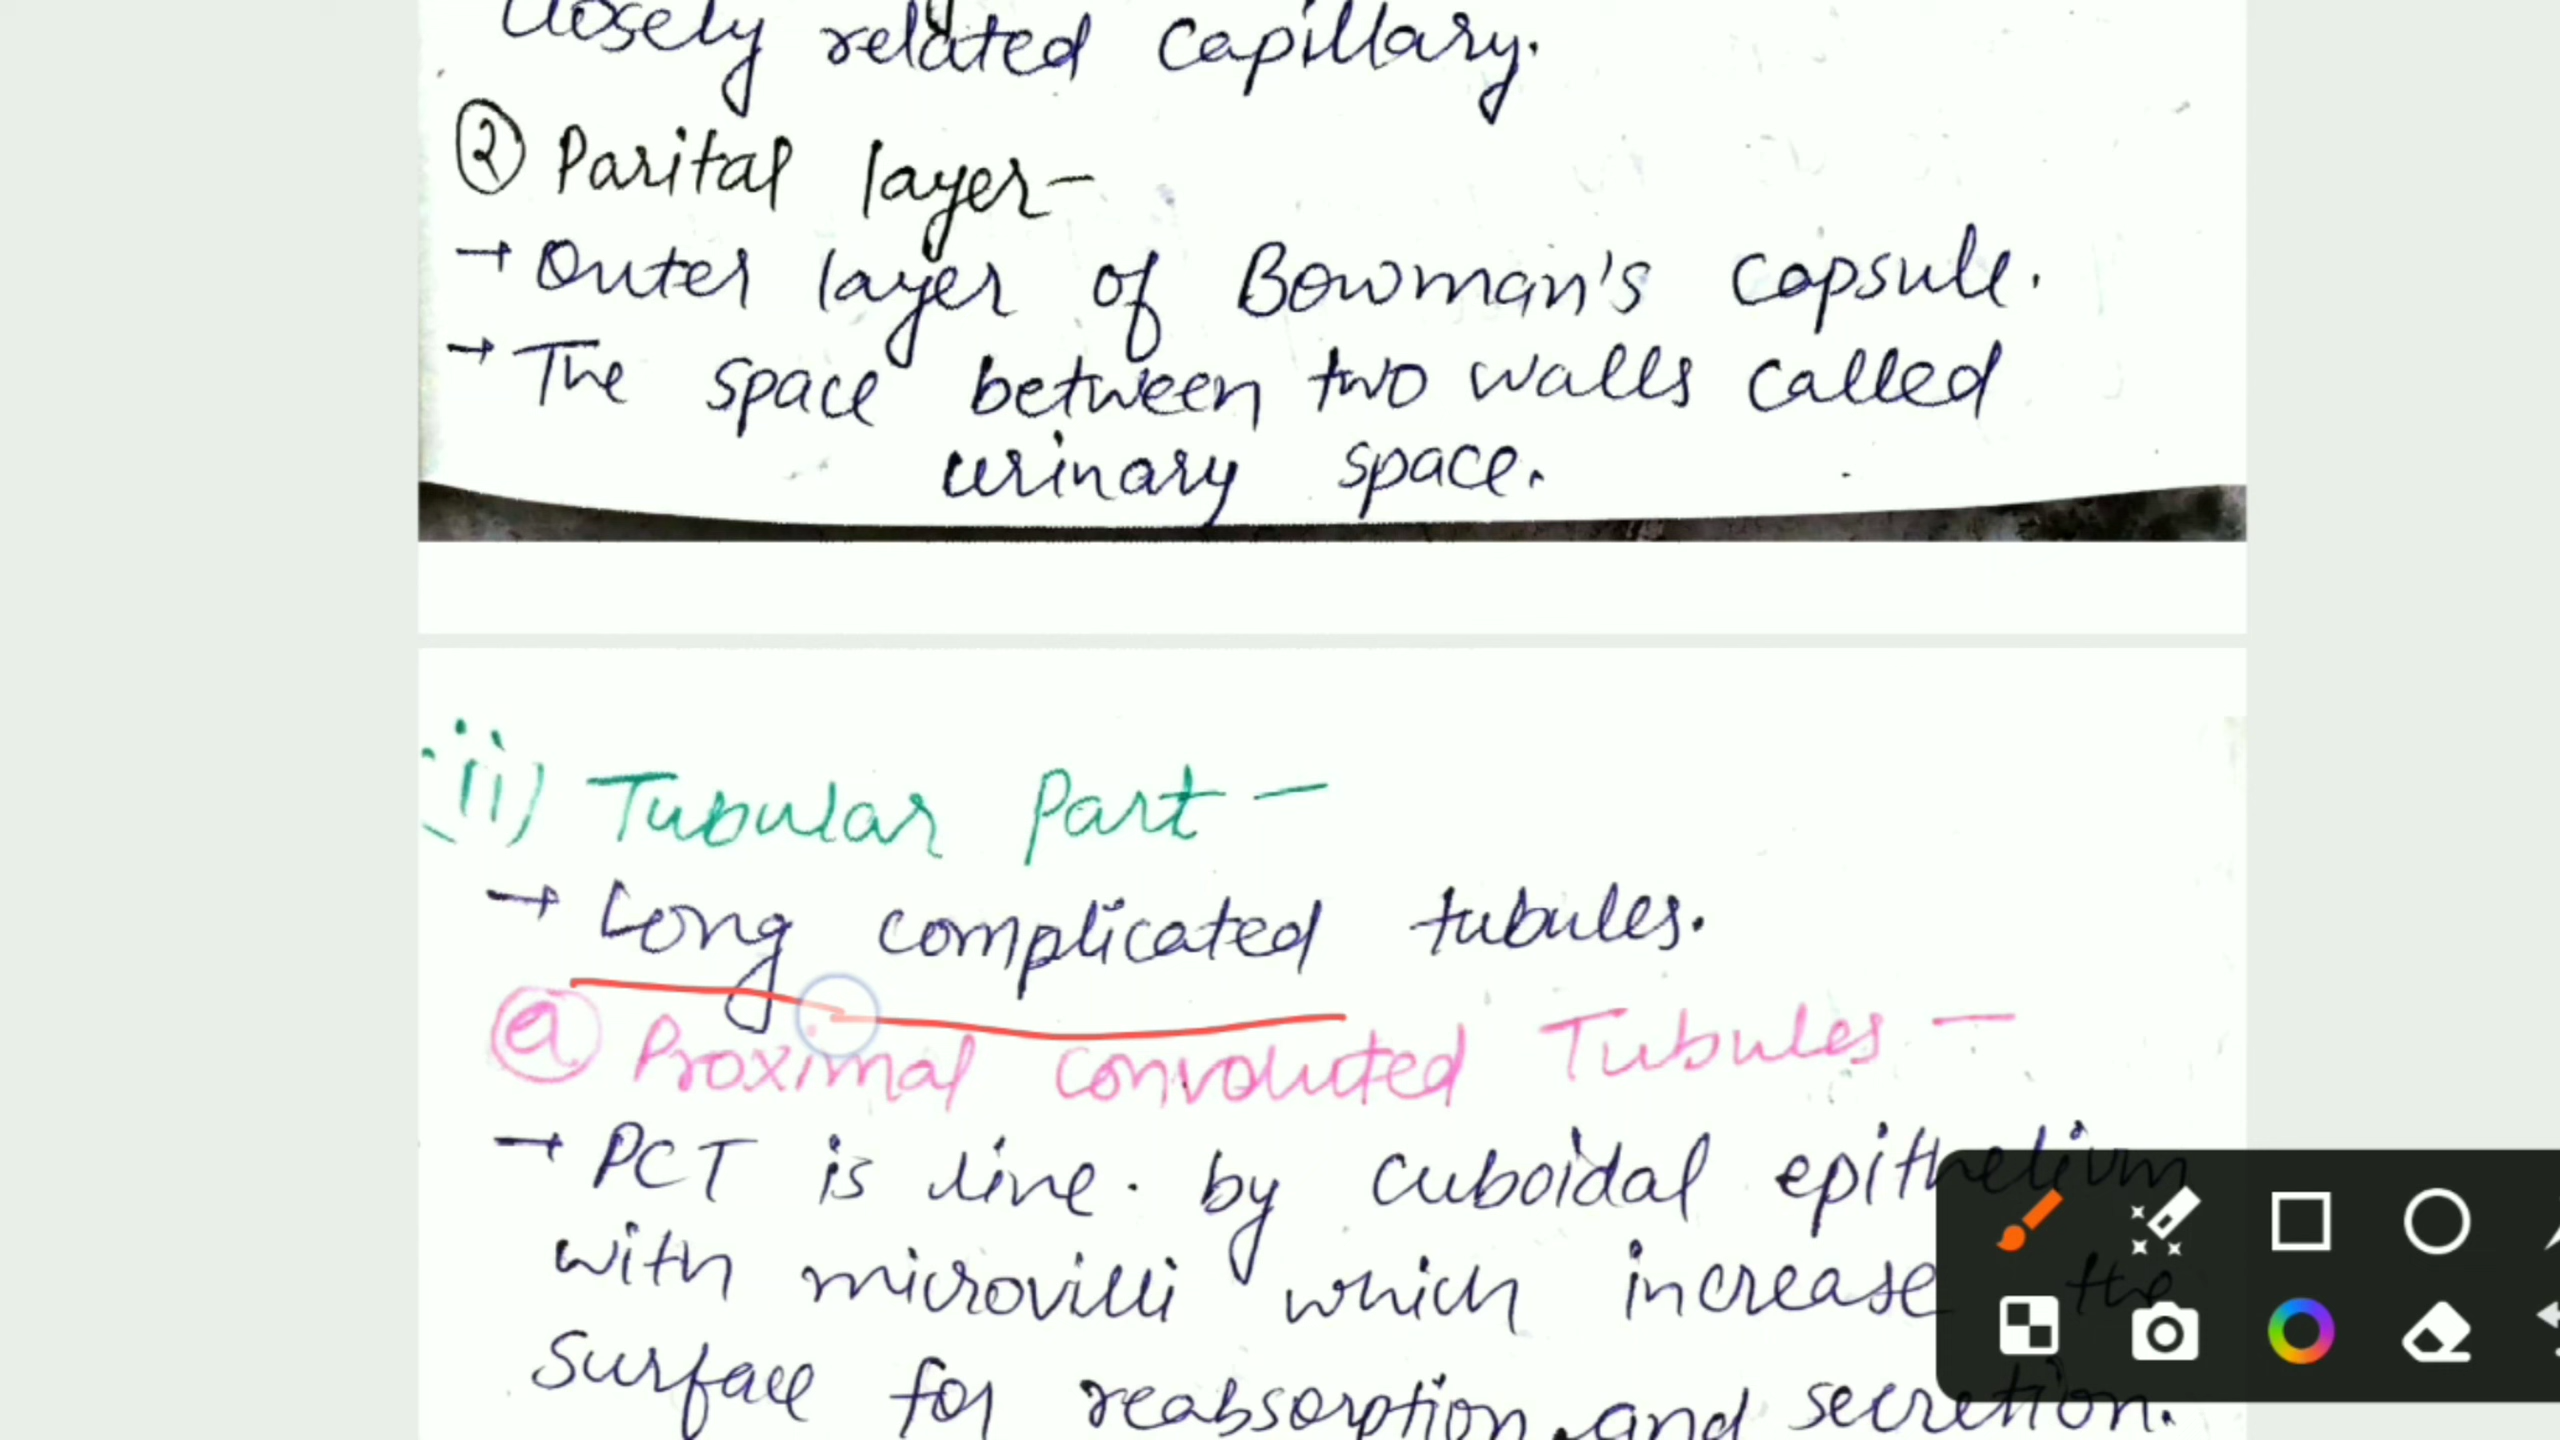 Closely related capillary.
② Parital layer-
→ Outer layer of Bowman's capsule.
→ The space between two walls called
urinary space.
ii) Tubular Part -
→ Long complicated tubules.
ⓐ Proximal convoluted Tubules -
→ PCT is line by cuboidal epithelium
with microvilli which increase the
surface for reabsorption and secretion.